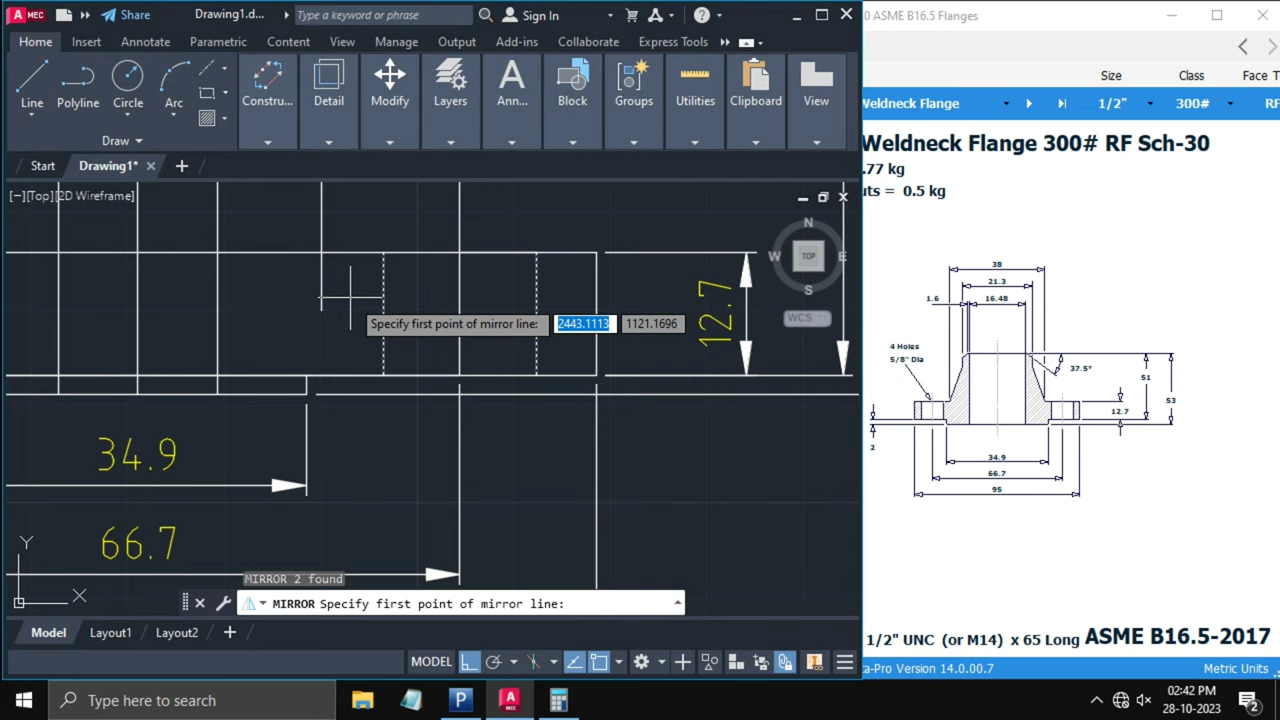 A MEC Share Drawing1.d... Type a keyword or phrase Sign In ?
Home Insert Annotate Parametric Content View Manage Output Add-ins Collaborate Express Tools
Line Polyline Circle Arc Constru... Detail Modify Layers Ann... Block Groups Utilities Clipboard View
Draw
Start Drawing1* +
[−][Top][2D Wireframe]
N
W TOP E
S
WCS
Specify first point of mirror line: 2443.1113 1121.1696
12.7
34.9
66.7
Y
X
MIRROR 2 found
MIRROR Specify first point of mirror line:
Model Layout1 Layout2 +
MODEL
Type here to search
0 ASME B16.5 Flanges
Size Class Face T
Weldneck Flange 1/2" 300# RF
Weldneck Flange 300# RF Sch-30
.77 kg
uts = 0.5 kg
38
21.3
1.6 16.48
4 Holes
5/8" Dia
37.5°
51
53
12.7
2
34.9
66.7
95
1/2" UNC (or M14) x 65 Long ASME B16.5-2017
ta-Pro Version 14.0.00.7 Metric Units
02:42 PM
28-10-2023
2